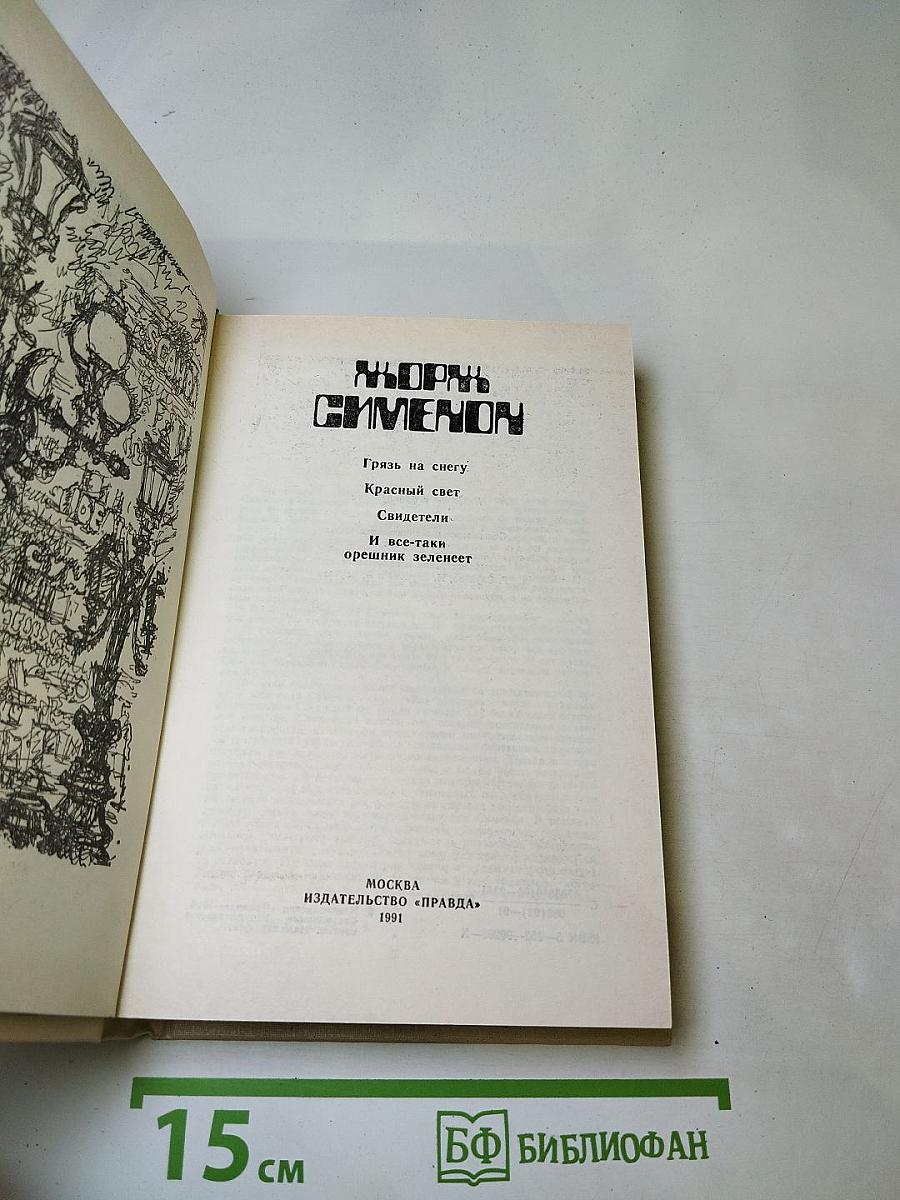 ЖОРЖ
СИМЕНОН
Грязь на снегу
Красный свет
Свидетели
И все-таки
орешник зеленеет
МОСКВА
ИЗДАТЕЛЬСТВО «ПРАВДА»
1991
15 см
БФ БИБЛИОФАН